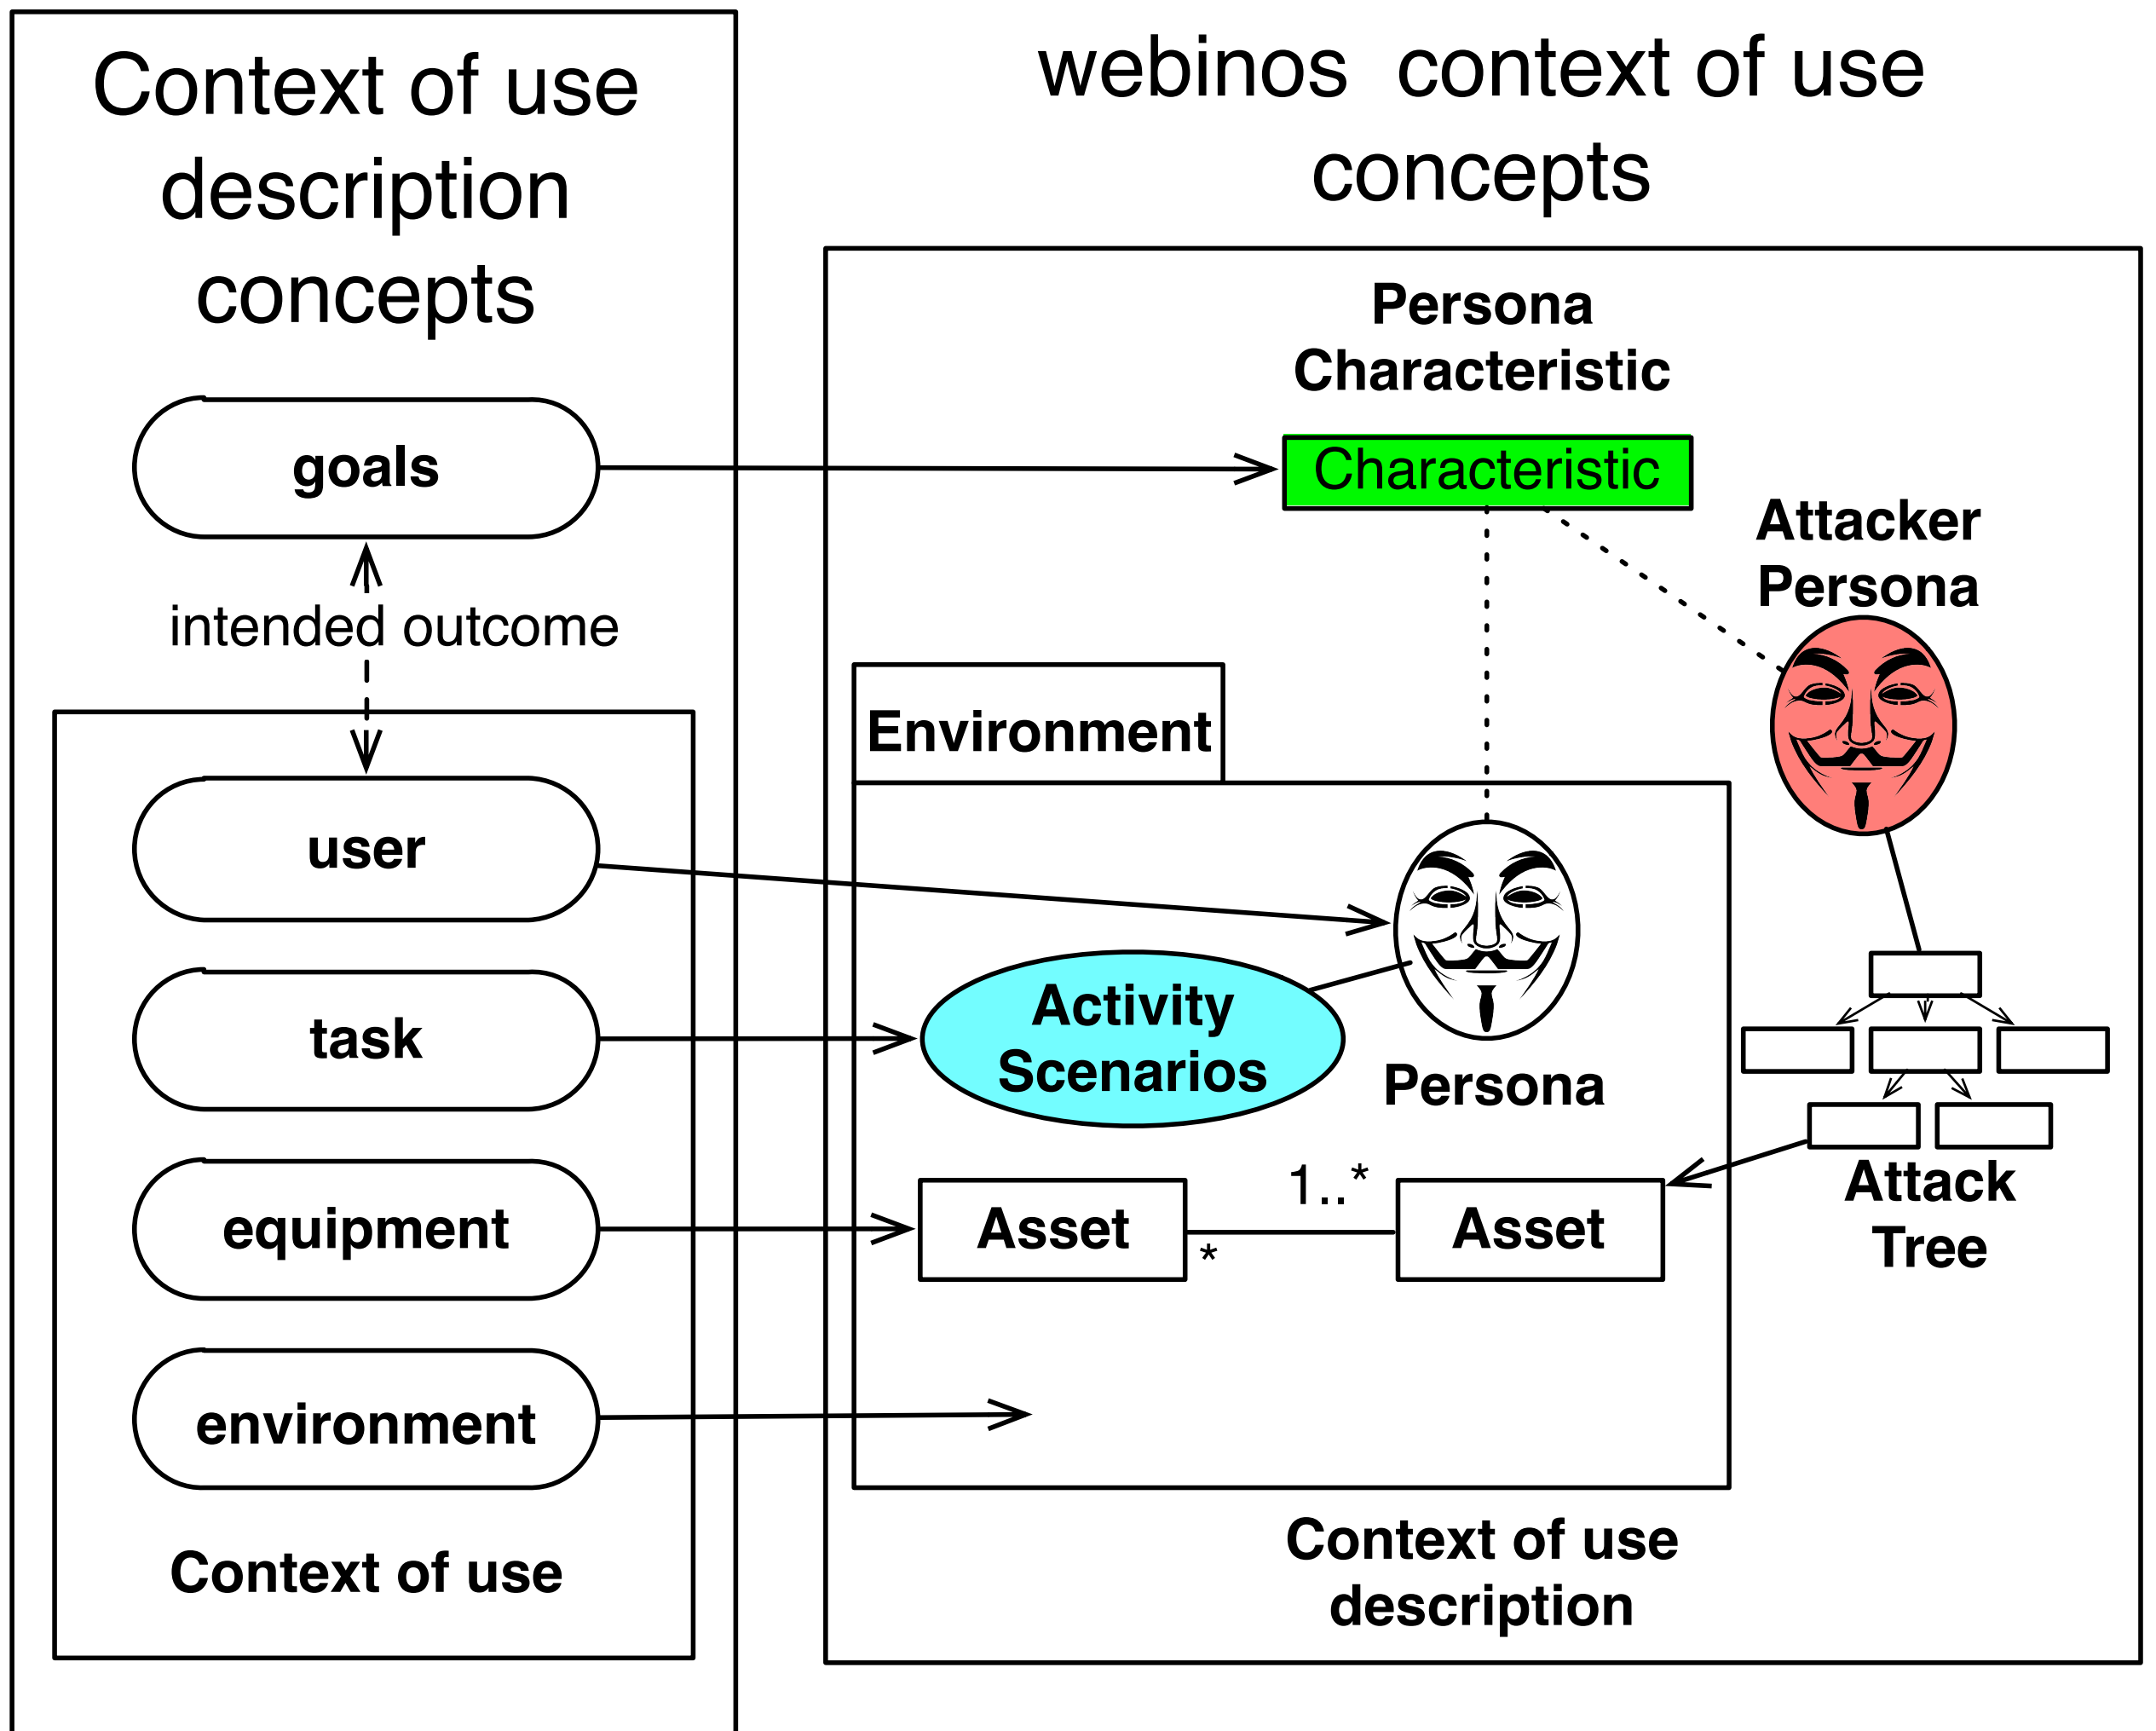 Context of use
description
concepts
goals
intended outcome
user
task
equipment
environment
Context of use
webinos context of use
concepts
Persona
Characteristic
Characteristic
Attacker
Persona
Environment
Activity
Scenarios
Persona
Asset
*
1..*
Asset
Attack
Tree
Context of use
description